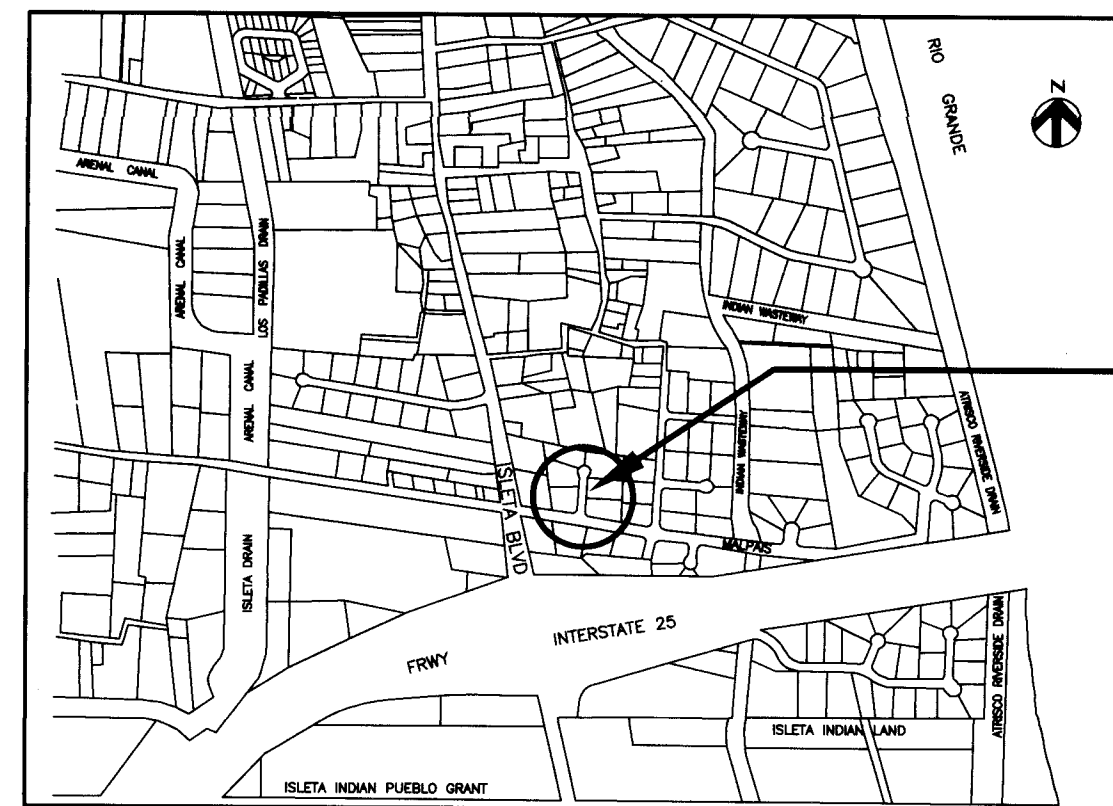 RIO GRANDE
N
ARENAL CANAL
ARENAL CANAL
LOS PADILLAS DRAIN
INDIAN WASTEWAY
ARENAL CANAL
ATRISCO RIVERSIDE DRAIN
INDIAN WASTEWAY
ISLETA BLVD
MALPAIS
ISLETA DRAIN
INTERSTATE 25
FRWY
ATRISCO RIVERSIDE DRAIN
ISLETA INDIAN LAND
ISLETA INDIAN PUEBLO GRANT